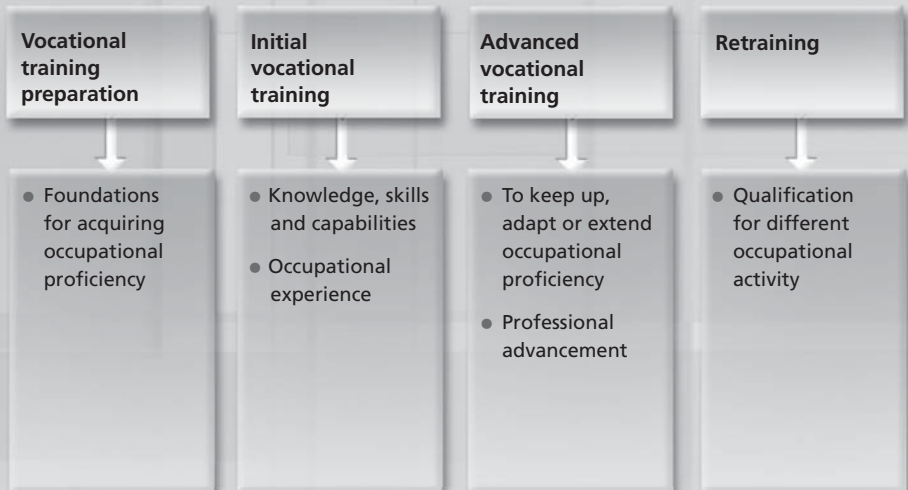 Vocational
training
preparation
Initial
vocational
training
Advanced
vocational
training
Retraining
● Foundations
for acquiring
occupational
proficiency
● Knowledge, skills
and capabilities
● Occupational
experience
● To keep up,
adapt or extend
occupational
proficiency
● Professional
advancement
● Qualification
for different
occupational
activity